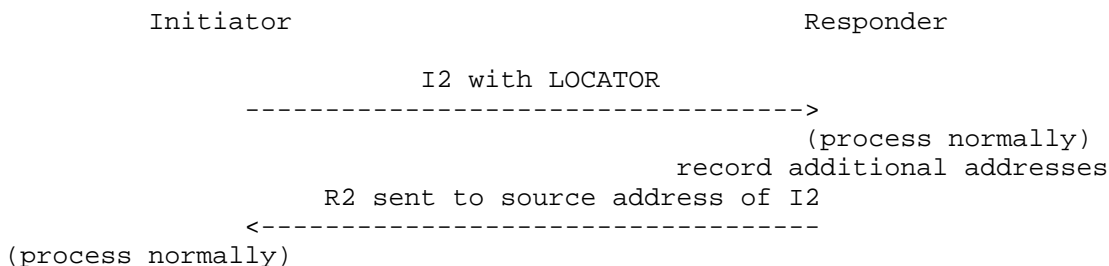 Initiator Responder
I2 with LOCATOR
----------------------------------->
(process normally)
record additional addresses
R2 sent to source address of I2
<-----------------------------------
(process normally)